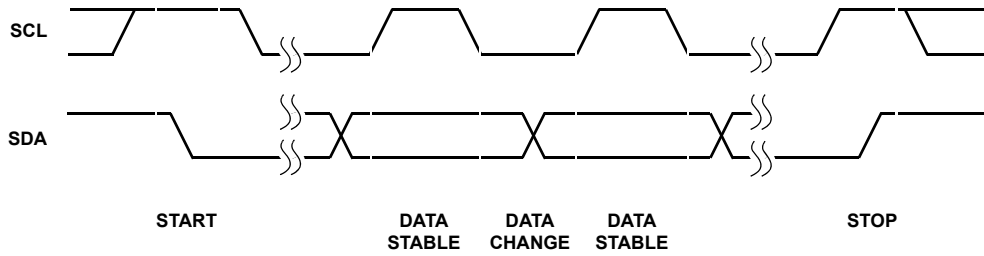 SCL
SDA
START
DATA STABLE
DATA CHANGE
DATA STABLE
STOP